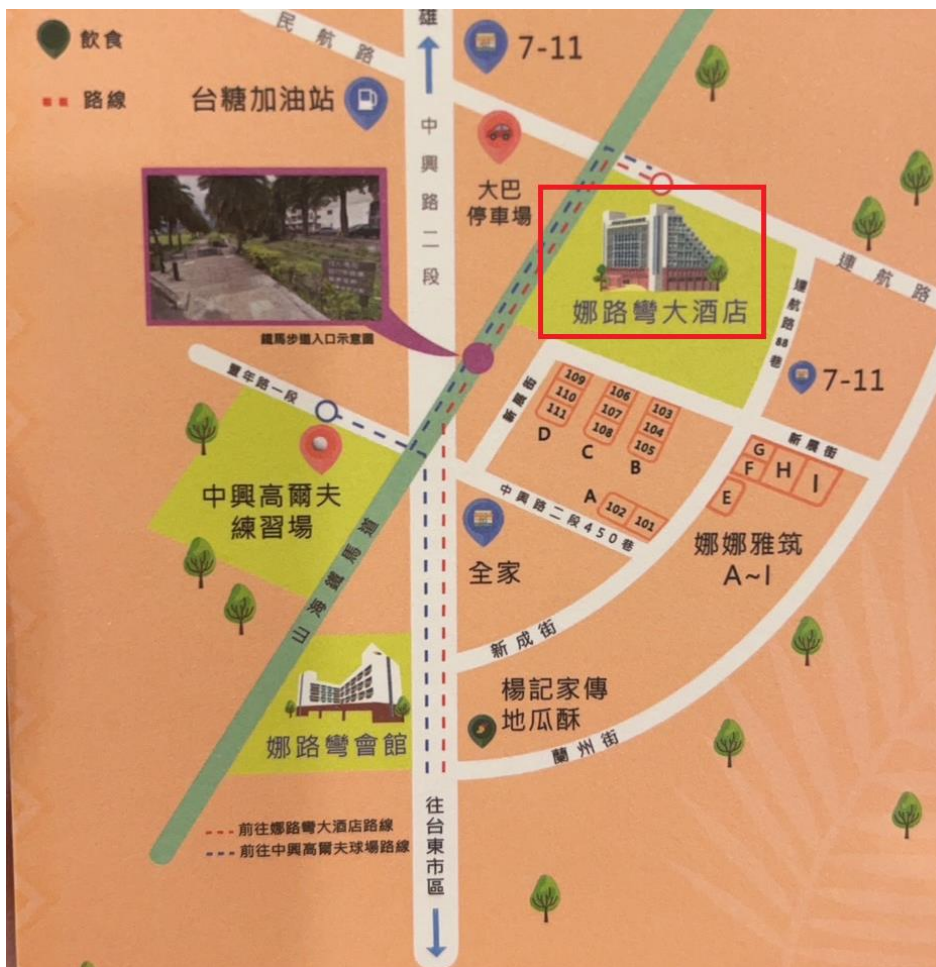 飲食
路線
民航路
雄
7-11
台糖加油站
中興路二段
大巴
停車場
娜路彎大酒店
連航路
連航路88巷
7-11
鐵馬步道入口示意圖
豐年路一段
新展街
109
110
111
D
106
107
108
C
103
104
105
B
新展街
G
F
H
I
E
A
102
101
中興路二段450巷
中興高爾夫
練習場
山海鐵馬道
全家
娜娜雅筑
A~I
新成街
楊記家傳
地瓜酥
蘭州街
娜路彎會館
前往娜路彎大酒店路線
前往中興高爾夫球場路線
往台東市區